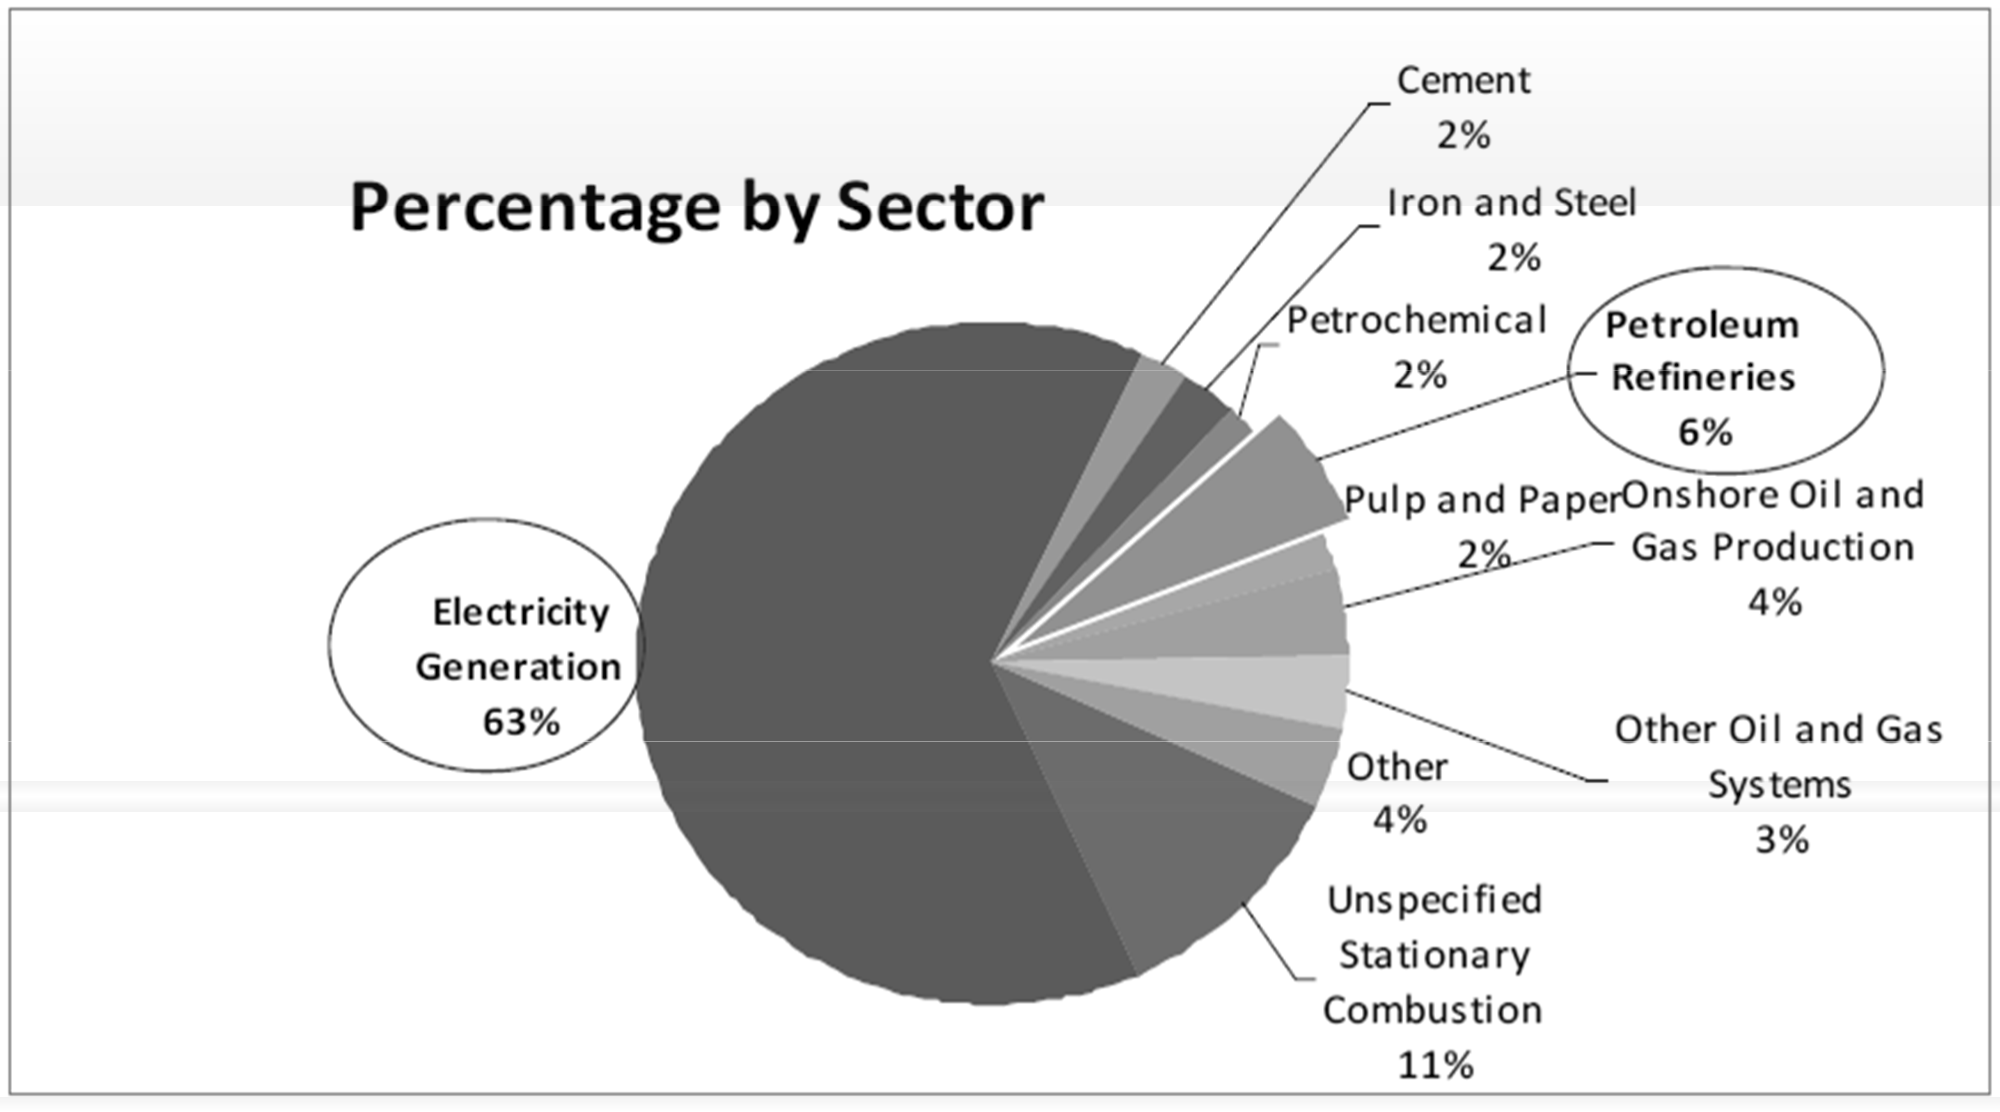 Percentage by Sector
Cement
2%
Iron and Steel
2%
Petrochemical
2%
Petroleum
Refineries
6%
Pulp and Paper
2%
Onshore Oil and
Gas Production
4%
Other Oil and Gas
Systems
3%
Other
4%
Unspecified
Stationary
Combustion
11%
Electricity
Generation
63%